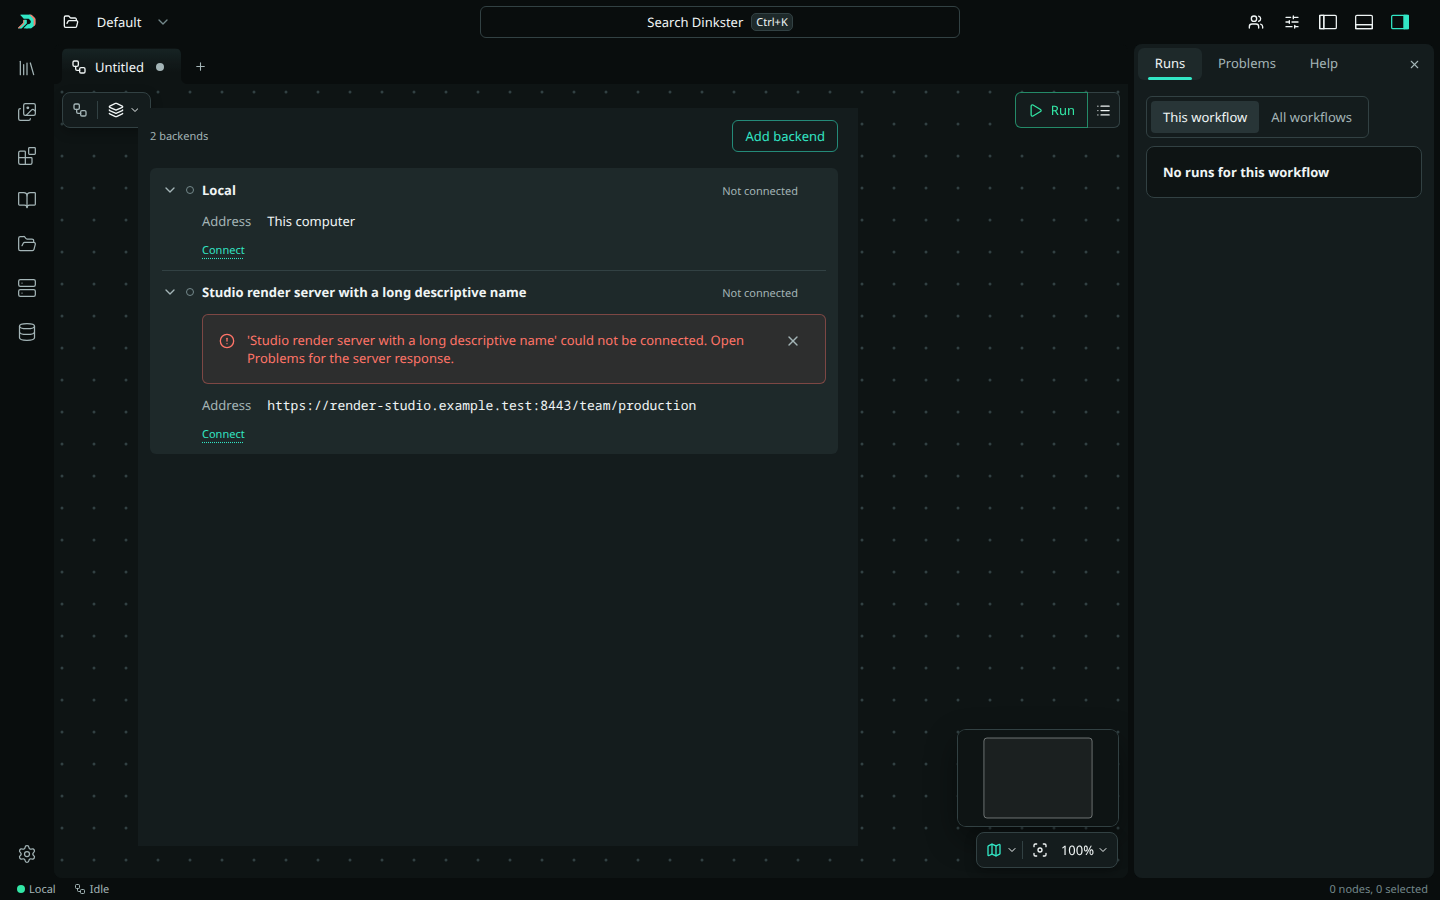 Default
Search Dinkster Ctrl+K
Untitled
Run
Runs Problems Help
This workflow All workflows
No runs for this workflow
2 backends
Add backend
Local
Not connected
Address This computer
Connect
Studio render server with a long descriptive name
Not connected
'Studio render server with a long descriptive name' could not be connected. Open
Problems for the server response.
Address https://render-studio.example.test:8443/team/production
Connect
100%
Local Idle
0 nodes, 0 selected